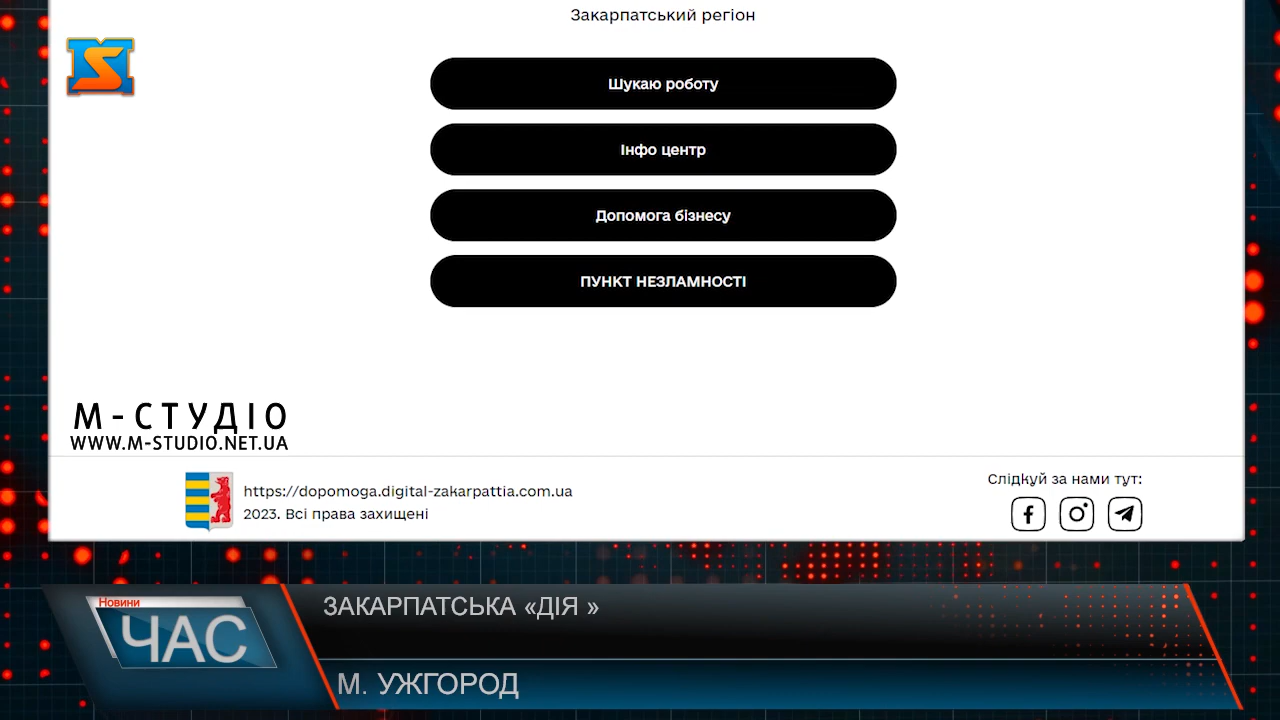 Закарпатський регіон
Шукаю роботу
Інфо центр
Допомога бізнесу
ПУНКТ НЕЗЛАМНОСТІ
М-СТУДІО
WWW.M-STUDIO.NET.UA
https://dopomoga.digital-zakarpattia.com.ua
2023. Всі права захищені
Слідкуй за нами тут:
Новини
ЧАС
ЗАКАРПАТСЬКА «ДІЯ »
М. УЖГОРОД